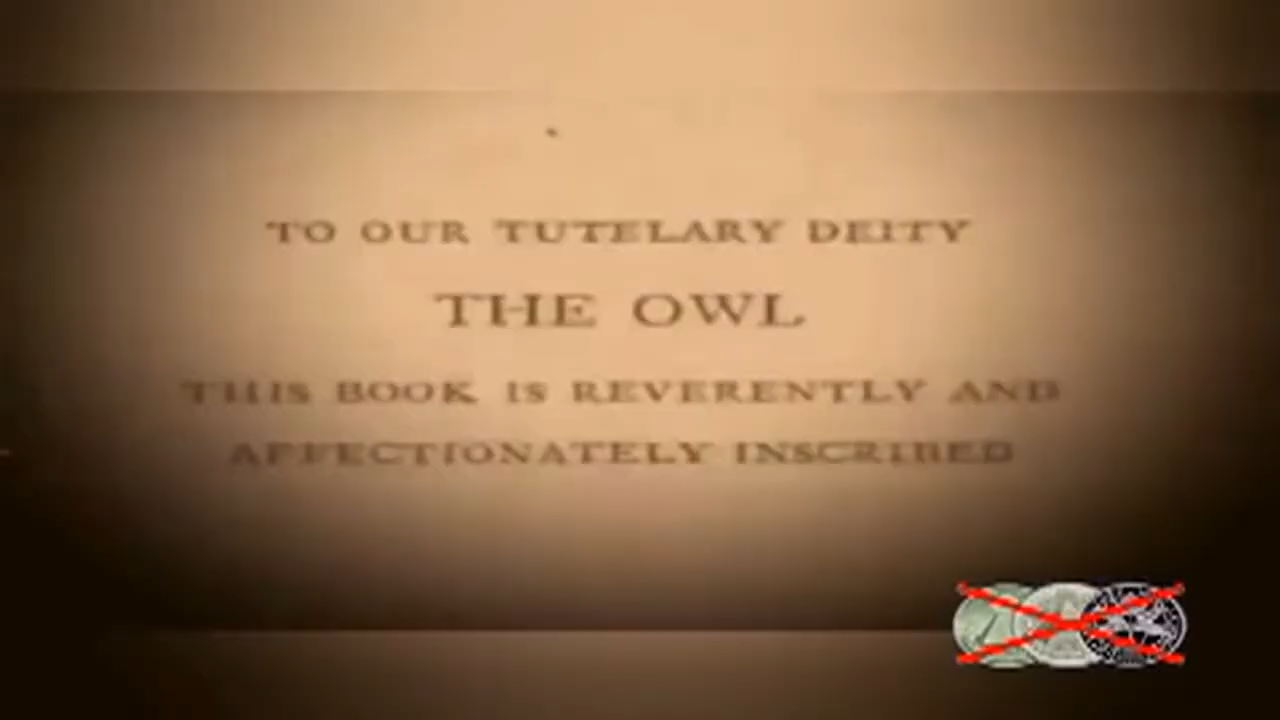 TO OUR TUTELARY DEITY
THE OWL
THIS BOOK IS REVERENTLY AND
AFFECTIONATELY INSCRIBED